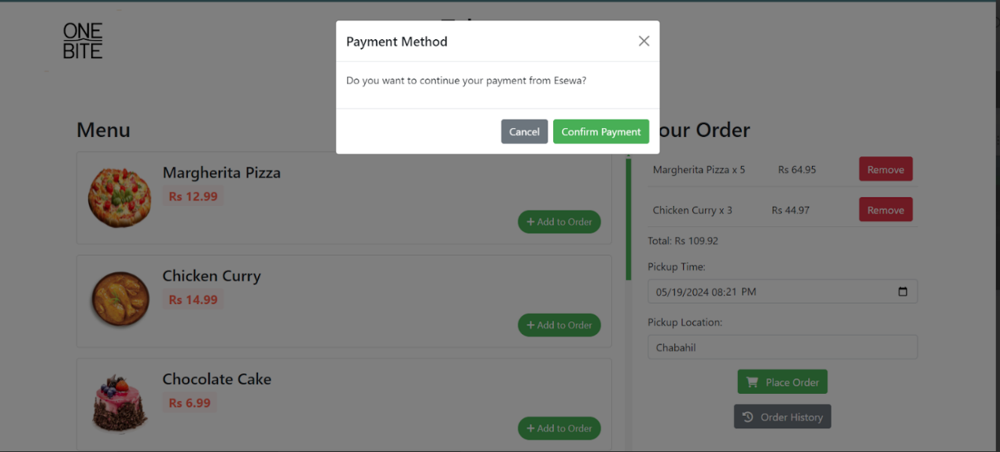 ONE
BITE
Payment Method
Do you want to continue your payment from Esewa?
Cancel
Confirm Payment
Menu
Margherita Pizza
Rs 12.99
+ Add to Order
Chicken Curry
Rs 14.99
+ Add to Order
Chocolate Cake
Rs 6.99
+ Add to Order
our Order
Margherita Pizza x 5 Rs 64.95 Remove
Chicken Curry x 3 Rs 44.97 Remove
Total: Rs 109.92
Pickup Time:
05/19/2024 08:21 PM
Pickup Location:
Chabahil
Place Order
Order History